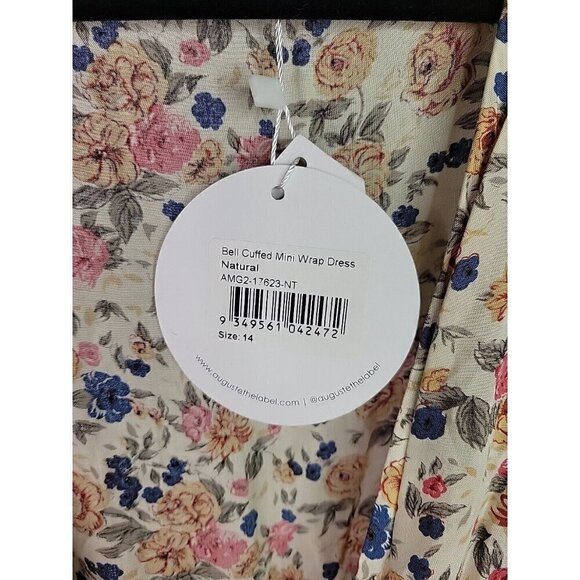 Bell Cuffed Mini Wrap Dress
Natural
AMG2-17623-NT
9 349561 042472
Size: 14
www.augustethelabel.com | @augustethelabel